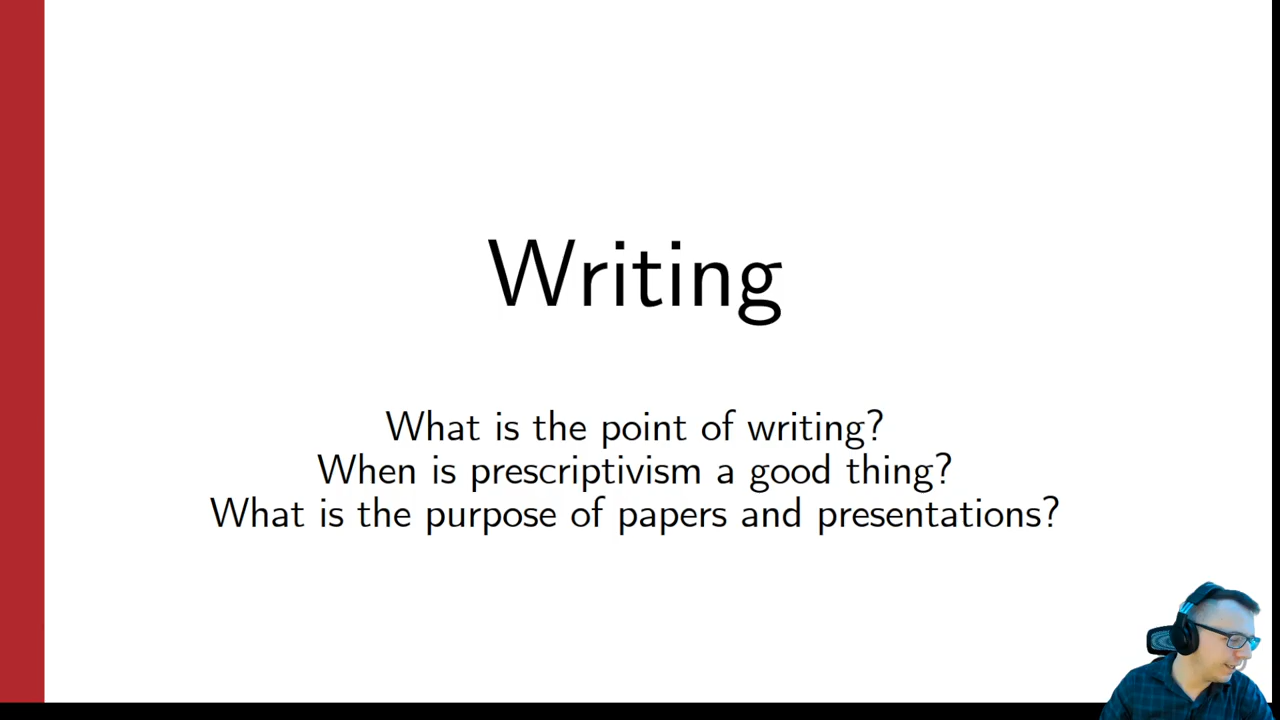 Writing
What is the point of writing?
When is prescriptivism a good thing?
What is the purpose of papers and presentations?